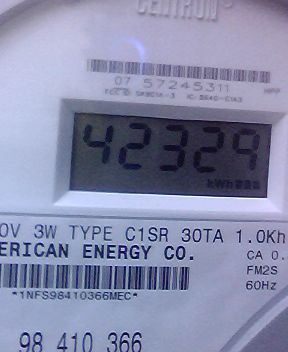 CENTRON
07 57245311
42329
kWh
0V 3W TYPE C1SR 30TA 1.0Kh
ERICAN ENERGY CO.
CA 0.
FM2S
*1NFS98410366MEC*
60Hz
98 410 366